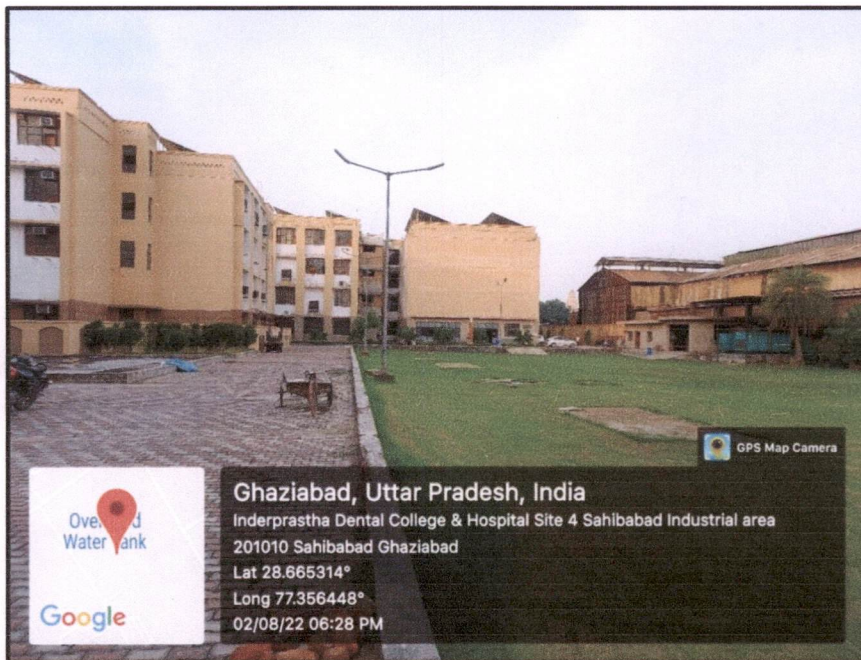 GPS Map Camera
Ghaziabad, Uttar Pradesh, India
Inderprastha Dental College & Hospital Site 4 Sahibabad Industrial area
201010 Sahibabad Ghaziabad
Lat 28.665314°
Long 77.356448°
02/08/22 06:28 PM
Water
Google